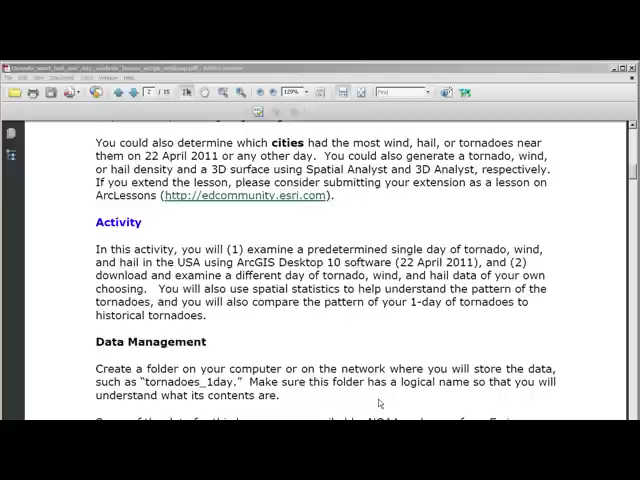 2 / 15
129%
Find
You could also determine which cities had the most wind, hail, or tornadoes near
them on 22 April 2011 or any other day. You could also generate a tornado, wind,
or hail density and a 3D surface using Spatial Analyst and 3D Analyst, respectively.
If you extend the lesson, please consider submitting your extension as a lesson on
ArcLessons (http://edcommunity.esri.com).
Activity
In this activity, you will (1) examine a predetermined single day of tornado, wind,
and hail in the USA using ArcGIS Desktop 10 software (22 April 2011), and (2)
download and examine a different day of tornado, wind, and hail data of your own
choosing. You will also use spatial statistics to help understand the pattern of the
tornadoes, and you will also compare the pattern of your 1-day of tornadoes to
historical tornadoes.
Data Management
Create a folder on your computer or on the network where you will store the data,
such as “tornadoes_1day.” Make sure this folder has a logical name so that you will
understand what its contents are.